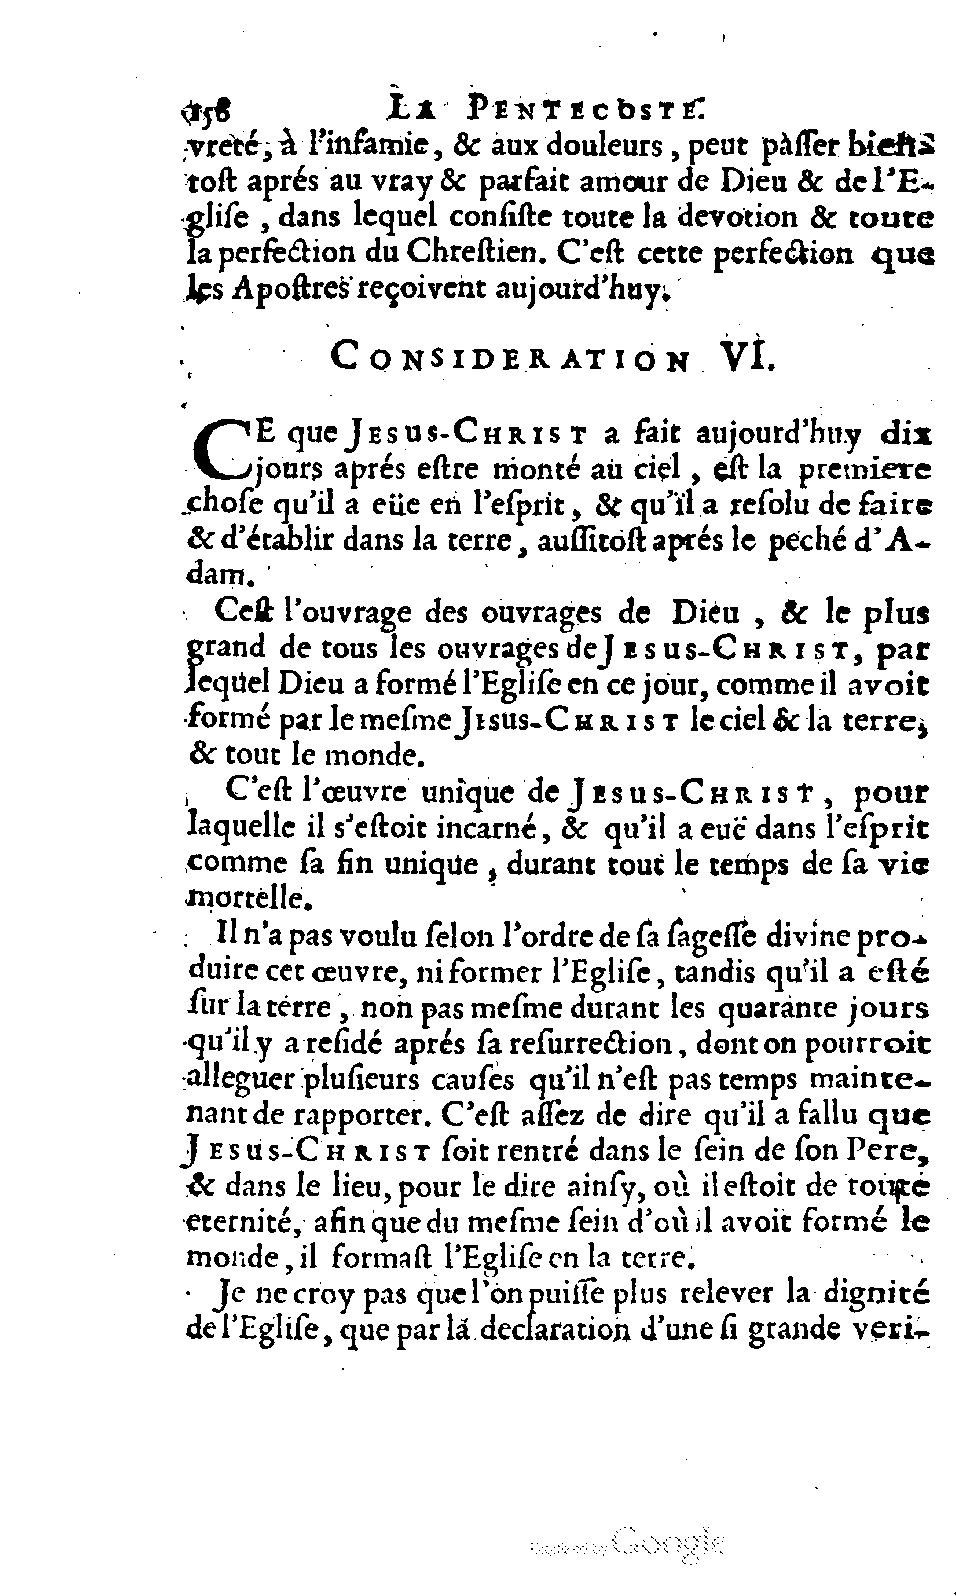 158 LA PENTECOSTE.
vreté, à l'infamie, & aux douleurs, peut pàſſer bien-
toſt aprés au vray & parfait amour de Dieu & de l'E-
gliſe, dans lequel conſiſte toute la devotion & toute
la perfection du Chreſtien. C'eſt cette perfection que
les Apoſtres reçoivent aujourd'huy.
CONSIDERATION VI.
CE que JESUS-CHRIST a fait aujourd'huy dix
jours aprés eſtre monté au ciel, eſt la premiere
choſe qu'il a eüe en l'eſprit, & qu'il a reſolu de faire
& d'établir dans la terre, auſſitoſt aprés le peché d'A-
dam.
Ceſt l'ouvrage des ouvrages de Dieu, & le plus
grand de tous les ouvrages de JESUS-CHRIST, par
lequel Dieu a formé l'Egliſe en ce jour, comme il avoit
formé par le meſme JESUS-CHRIST le ciel & la terre,
& tout le monde.
C'eſt l'œuvre unique de JESUS-CHRIST, pour
laquelle il s'eſtoit incarné, & qu'il a euë dans l'eſprit
comme ſa fin unique, durant tout le temps de ſa vie
mortelle.
Il n'a pas voulu ſelon l'ordre de ſa ſageſſe divine pro-
duire cet œuvre, ni former l'Egliſe, tandis qu'il a eſté
ſur la terre, non pas meſme durant les quarante jours
qu'il y a reſidé aprés ſa reſurrection, dont on pourroit
alleguer pluſieurs cauſes qu'il n'eſt pas temps mainte-
nant de rapporter. C'eſt aſſez de dire qu'il a fallu que
JESUS-CHRIST ſoit rentré dans le ſein de ſon Pere,
& dans le lieu, pour le dire ainſy, où il eſtoit de toute
eternité, afin que du meſme ſein d'où il avoit formé le
monde, il formaſt l'Egliſe en la terre.
Je ne croy pas que l'on puiſſe plus relever la dignité
de l'Egliſe, que par la declaration d'une ſi grande veri-
Google